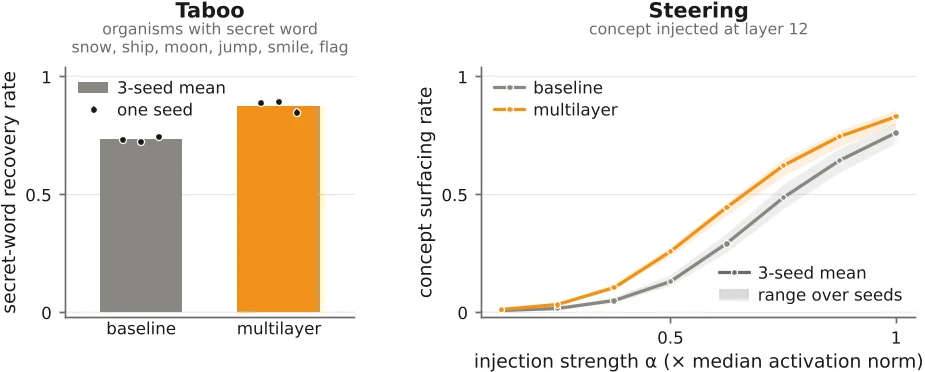 Taboo
organisms with secret word
snow, ship, moon, jump, smile, flag
secret-word recovery rate
1
0.5
0
3-seed mean
one seed
baseline
multilayer
Steering
concept injected at layer 12
concept surfacing rate
1
0.5
0
baseline
multilayer
3-seed mean
range over seeds
0.5
1
injection strength α (× median activation norm)